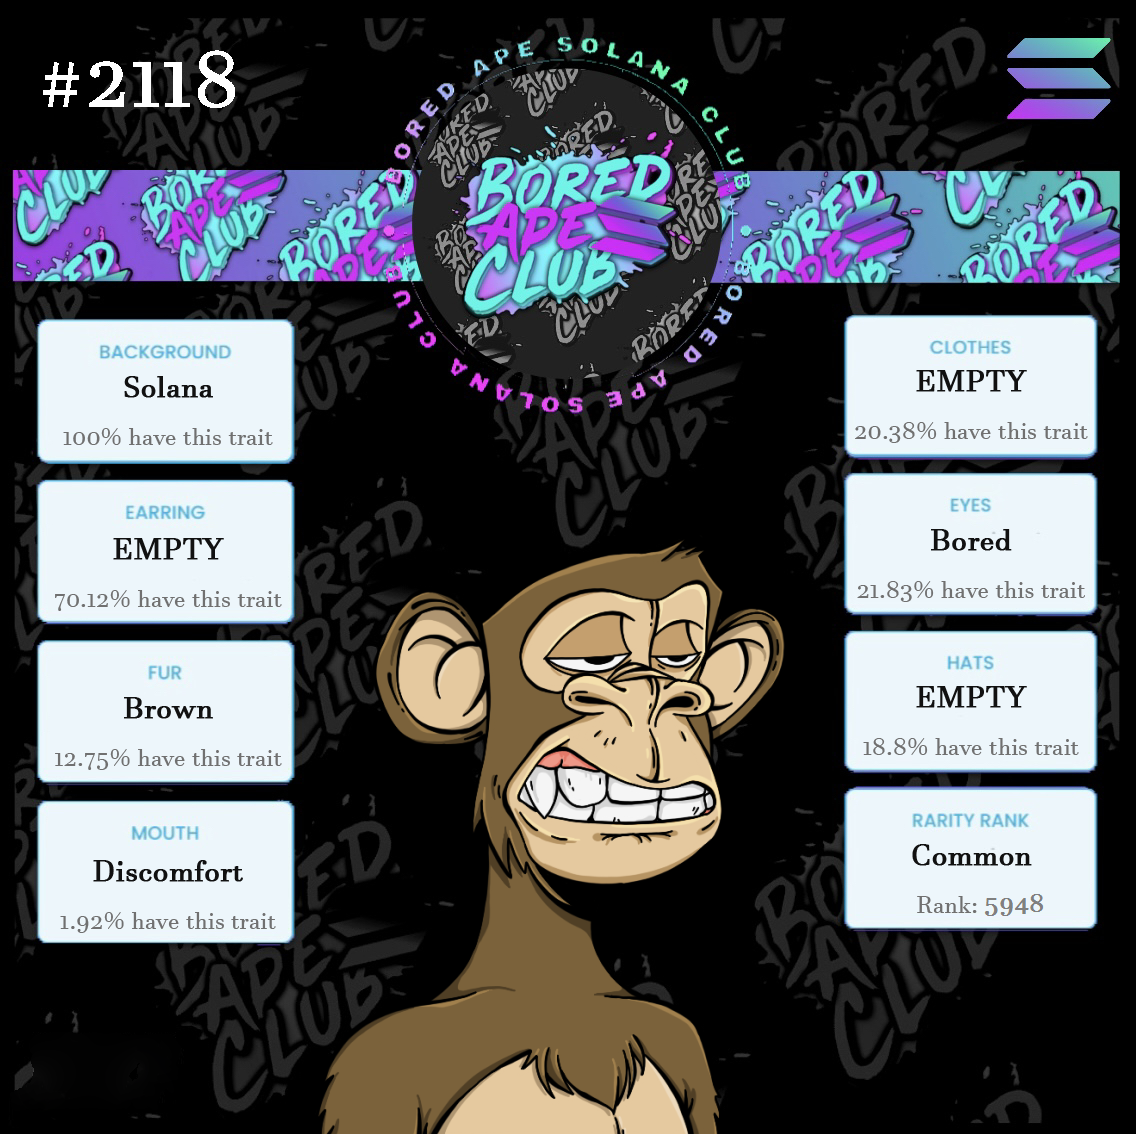 #2118
BORED APE SOLANA CLUB
BORED APE SOLANA CLUB
BORED
APE
CLUB
BACKGROUND
Solana
100% have this trait
EARRING
EMPTY
70.12% have this trait
FUR
Brown
12.75% have this trait
MOUTH
Discomfort
1.92% have this trait
CLOTHES
EMPTY
20.38% have this trait
EYES
Bored
21.83% have this trait
HATS
EMPTY
18.8% have this trait
RARITY RANK
Common
Rank: 5948